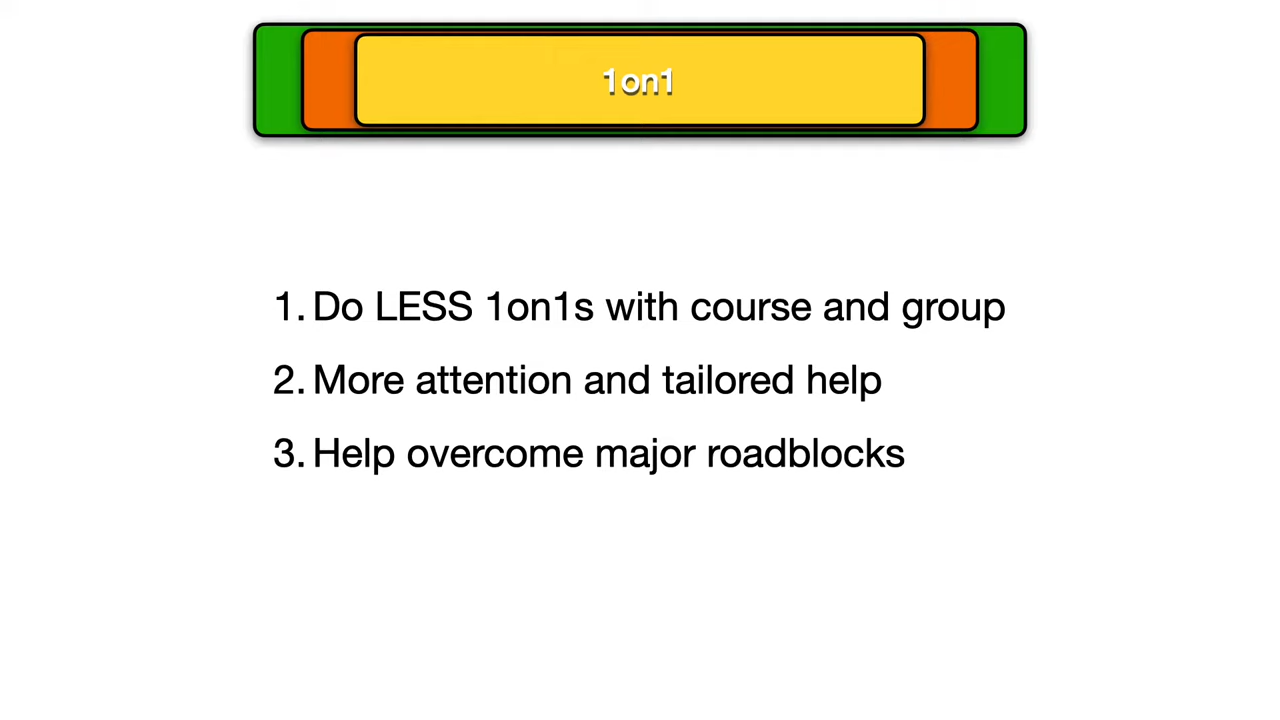 1on1
1. Do LESS 1on1s with course and group
2. More attention and tailored help
3. Help overcome major roadblocks